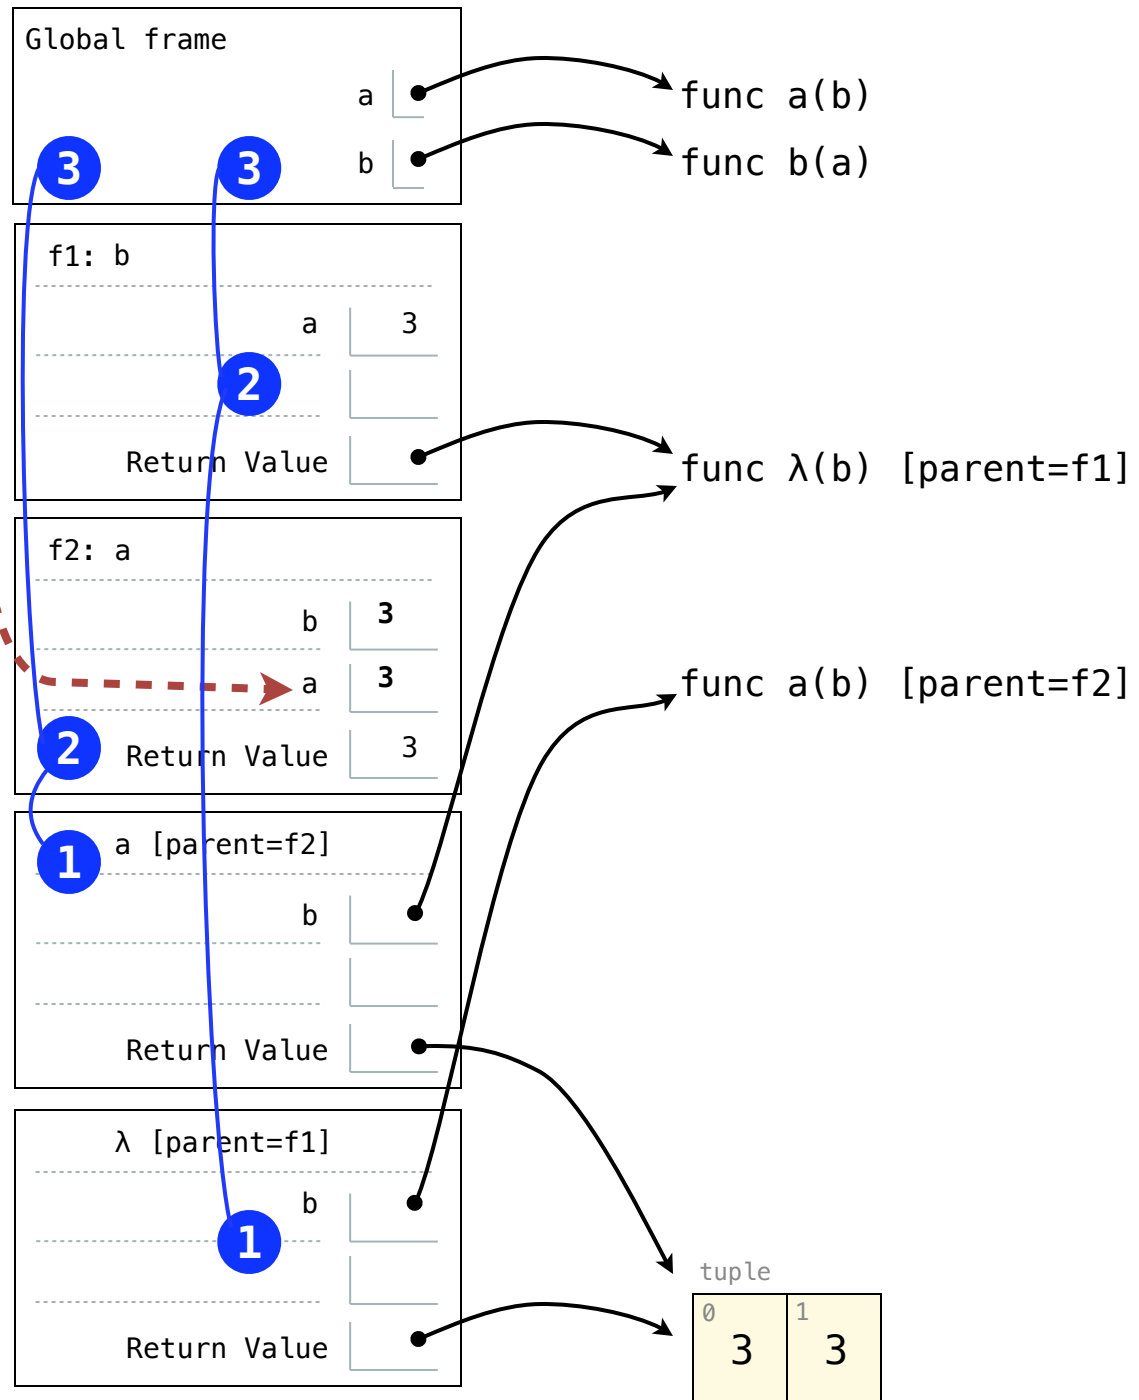 Global frame
a
func a(b)
b
func b(a)
3
3
f1: b
a 3
2
Return Value
func λ(b) [parent=f1]
f2: a
b 3
a 3
func a(b) [parent=f2]
2
Return Value 3
1
a [parent=f2]
b
Return Value
λ [parent=f1]
b
1
tuple
0 1
3 3
Return Value